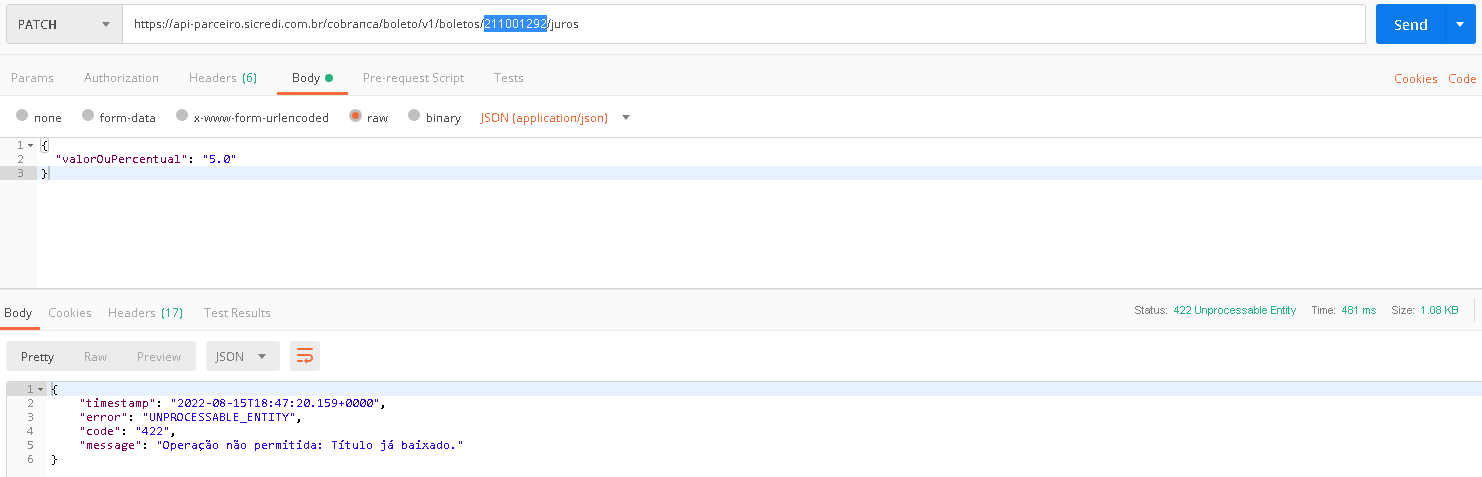 PATCH https://api-parceiro.sicredi.com.br/cobranca/boleto/v1/boletos/211001292/juros Send
Params Authorization Headers (6) Body Pre-request Script Tests Cookies Code
none form-data x-www-form-urlencoded raw binary JSON (application/json)
1 {
2 "valorOuPercentual": "5.0"
3 }
Body Cookies Headers (17) Test Results Status: 422 Unprocessable Entity Time: 481 ms Size: 1.08 KB
Pretty Raw Preview JSON
1 {
2 "timestamp": "2022-08-15T18:47:20.159+0000",
3 "error": "UNPROCESSABLE_ENTITY",
4 "code": "422",
5 "message": "Operação não permitida: Título já baixado."
6 }